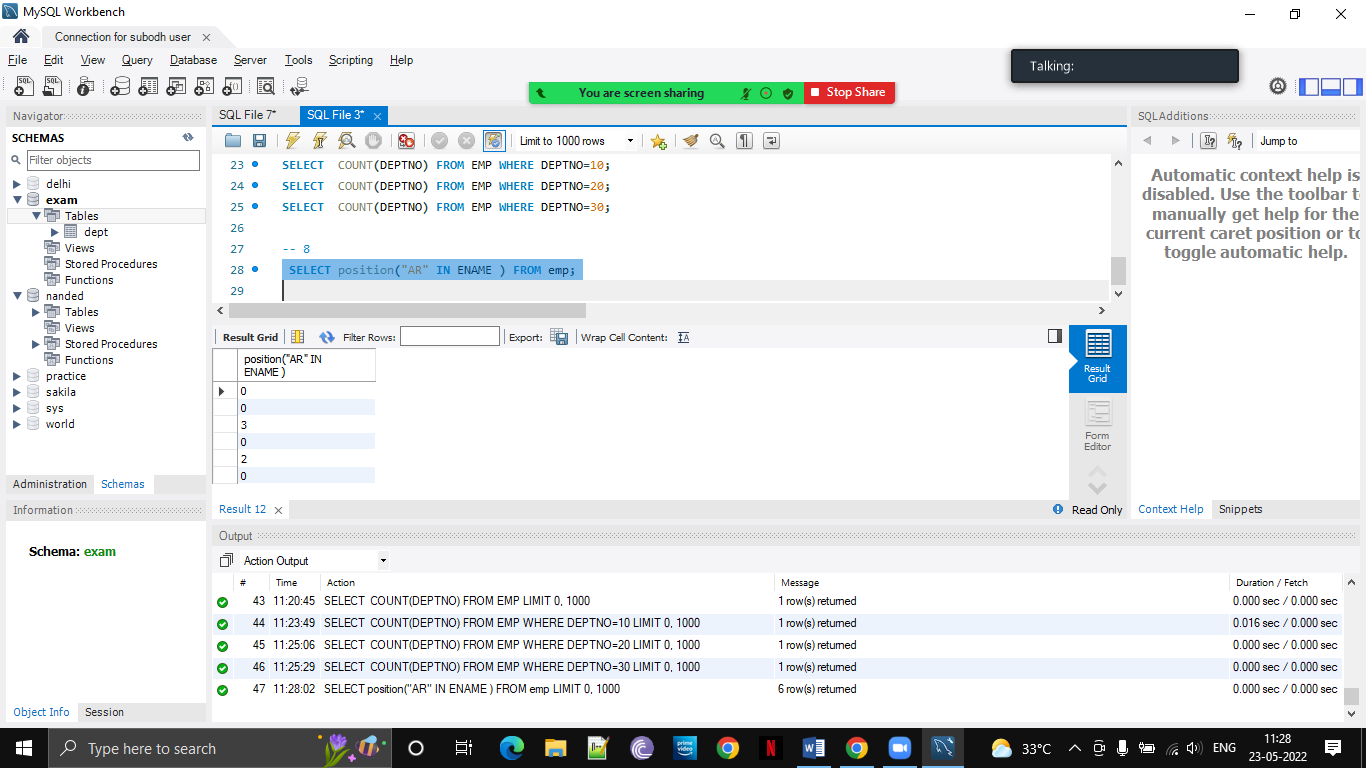 MySQL Workbench
Connection for subodh user
File Edit View Query Database Server Tools Scripting Help
Talking:
You are screen sharing
Stop Share
Navigator
SCHEMAS
Filter objects
delhi
exam
Tables
dept
Views
Stored Procedures
Functions
nanded
Tables
Views
Stored Procedures
Functions
practice
sakila
sys
world
Administration Schemas
Information
Schema: exam
Object Info Session
SQL File 7* SQL File 3*
Limit to 1000 rows
23 SELECT COUNT(DEPTNO) FROM EMP WHERE DEPTNO=10;
24 SELECT COUNT(DEPTNO) FROM EMP WHERE DEPTNO=20;
25 SELECT COUNT(DEPTNO) FROM EMP WHERE DEPTNO=30;
26
27 -- 8
28 SELECT position("AR" IN ENAME ) FROM emp;
29
Result Grid Filter Rows: Export: Wrap Cell Content:
position("AR" IN
ENAME )
0
0
3
0
2
0
Result
Grid
Form
Editor
Result 12
Read Only
SQLAdditions
Jump to
Automatic context help is
disabled. Use the toolbar t
manually get help for the
current caret position or to
toggle automatic help.
Context Help Snippets
Output
Action Output
# Time Action Message Duration / Fetch
43 11:20:45 SELECT COUNT(DEPTNO) FROM EMP LIMIT 0, 1000 1 row(s) returned 0.000 sec / 0.000 sec
44 11:23:49 SELECT COUNT(DEPTNO) FROM EMP WHERE DEPTNO=10 LIMIT 0, 1000 1 row(s) returned 0.016 sec / 0.000 sec
45 11:25:06 SELECT COUNT(DEPTNO) FROM EMP WHERE DEPTNO=20 LIMIT 0, 1000 1 row(s) returned 0.000 sec / 0.000 sec
46 11:25:29 SELECT COUNT(DEPTNO) FROM EMP WHERE DEPTNO=30 LIMIT 0, 1000 1 row(s) returned 0.000 sec / 0.000 sec
47 11:28:02 SELECT position("AR" IN ENAME ) FROM emp LIMIT 0, 1000 6 row(s) returned 0.000 sec / 0.000 sec
Type here to search
prime video
33°C
ENG
11:28
23-05-2022